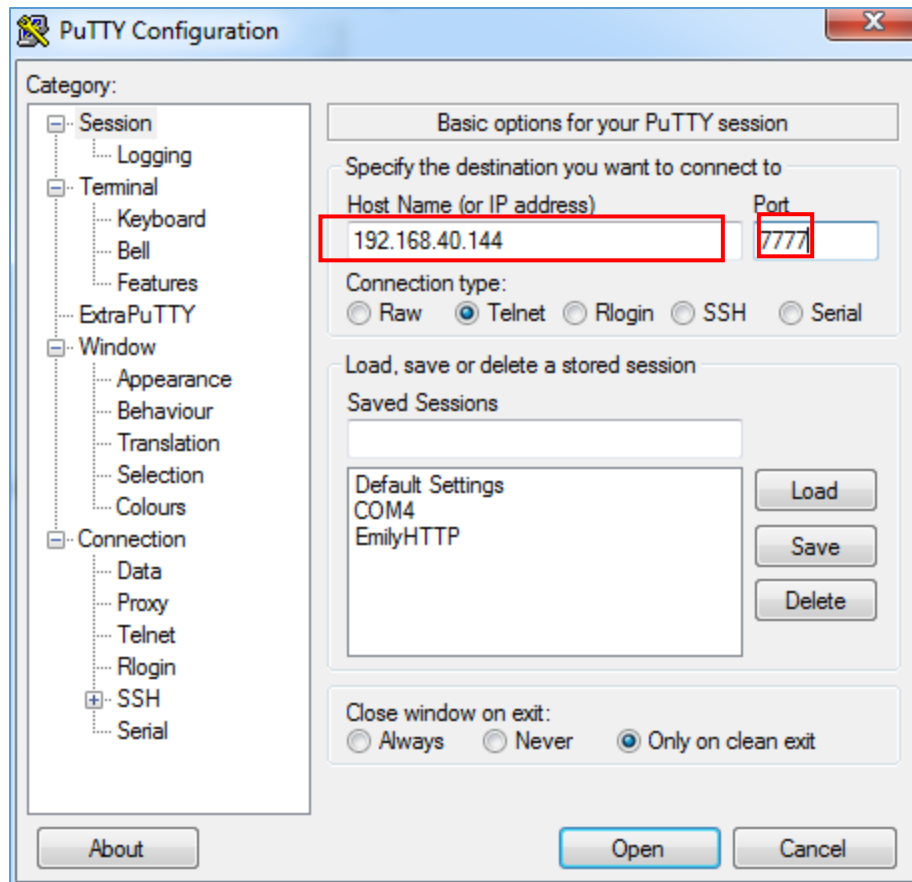 PuTTY Configuration
X
Category:
Session
Logging
Terminal
Keyboard
Bell
Features
ExtraPuTTY
Window
Appearance
Behaviour
Translation
Selection
Colours
Connection
Data
Proxy
Telnet
Rlogin
SSH
Serial
Basic options for your PuTTY session
Specify the destination you want to connect to
Host Name (or IP address) Port
192.168.40.144 7777
Connection type:
Raw Telnet Rlogin SSH Serial
Load, save or delete a stored session
Saved Sessions
Default Settings
COM4
EmilyHTTP
Load
Save
Delete
Close window on exit:
Always Never Only on clean exit
About Open Cancel